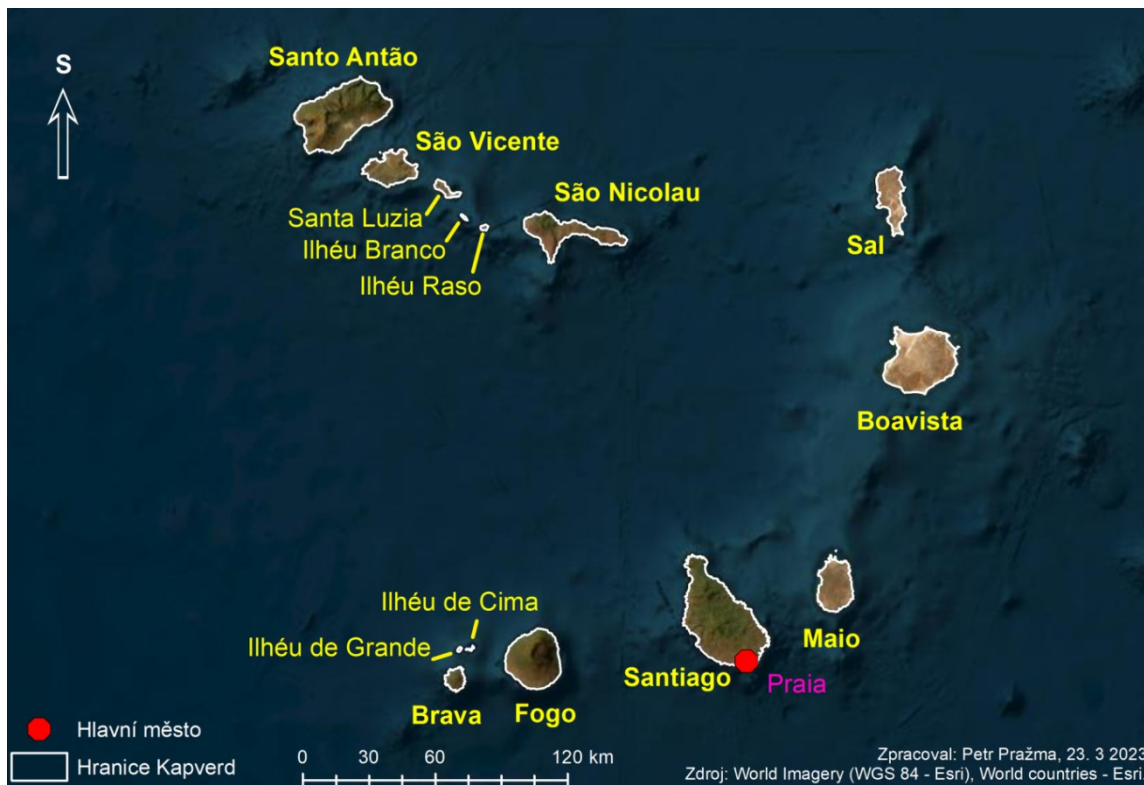 Santo Antão
S
São Vicente
São Nicolau
Santa Luzia
Ilhéu Branco
Sal
Ilhéu Raso
Boavista
Ilhéu de Cima
Ilhéu de Grande
Maio
Santiago
Praia
Brava
Fogo
Hlavní město
Hranice Kapverd
0 30 60 120 km
Zpracoval: Petr Pražma, 23. 3 2023
Zdroj: World Imagery (WGS 84 - Esri), World countries - Esri